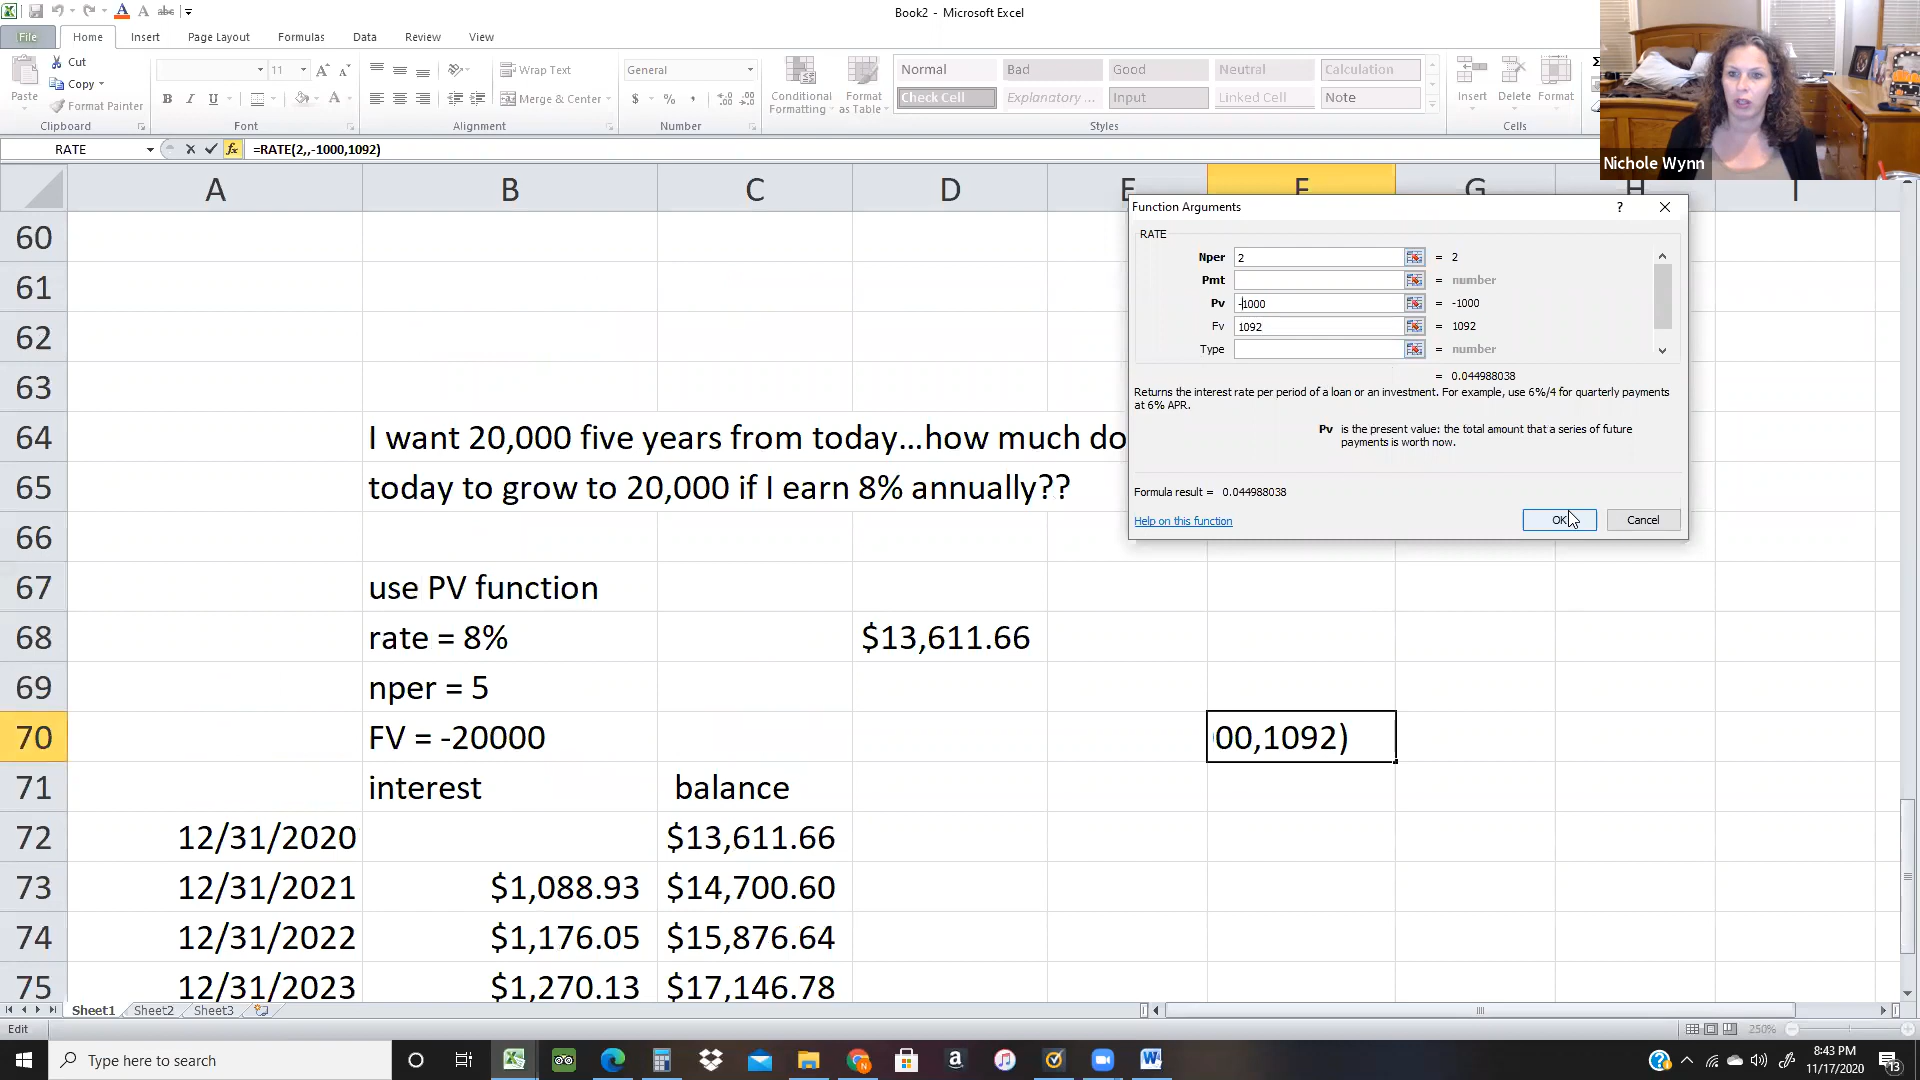 Book2 - Microsoft Excel
File Home Insert Page Layout Formulas Data Review View
Cut
Copy
Format Painter
Paste
Clipboard
11
B I U
Font
Wrap Text
Merge & Center
Alignment
General
$ % ,
Number
Conditional Formatting
Format as Table
Normal Bad Good Neutral Calculation
Check Cell Explanatory ... Input Linked Cell Note
Styles
Insert Delete Format
Cells
Nichole Wynn
RATE
fx =RATE(2,,-1000,1092)
A B C D E F G H I
Function Arguments
RATE
Nper 2 = 2
Pmt = number
Pv -1000 = -1000
Fv 1092 = 1092
Type = number
= 0.044988038
Returns the interest rate per period of a loan or an investment. For example, use 6%/4 for quarterly payments
at 6% APR.
Pv is the present value: the total amount that a series of future
payments is worth now.
Formula result = 0.044988038
Help on this function
OK Cancel
60
61
62
63
64 I want 20,000 five years from today...how much do
65 today to grow to 20,000 if I earn 8% annually??
66
67 use PV function
68 rate = 8% $13,611.66
69 nper = 5
70 FV = -20000 00,1092)
71 interest balance
72 12/31/2020 $13,611.66
73 12/31/2021 $1,088.93 $14,700.60
74 12/31/2022 $1,176.05 $15,876.64
75 12/31/2023 $1,270.13 $17,146.78
Sheet1 Sheet2 Sheet3
Edit
250%
Type here to search
8:43 PM
11/17/2020
13